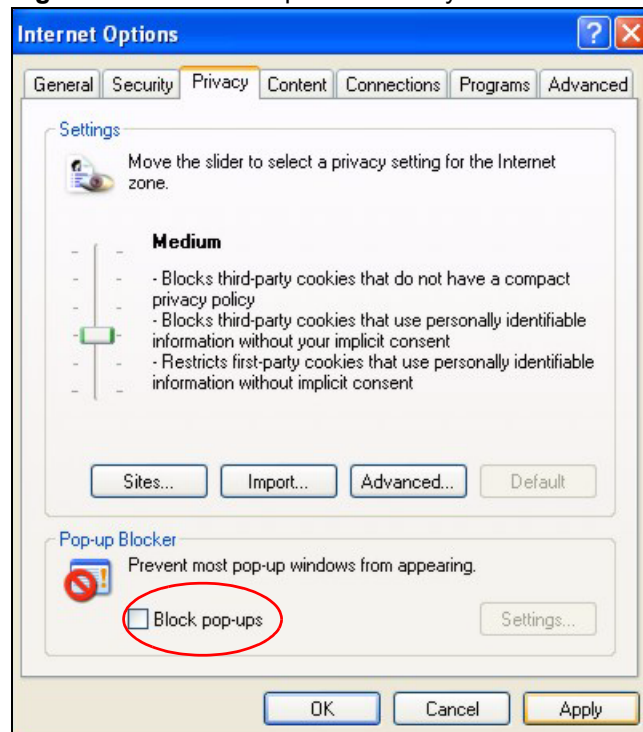 Internet Options
General Security Privacy Content Connections Programs Advanced
Settings
Move the slider to select a privacy setting for the Internet
zone.
Medium
- Blocks third-party cookies that do not have a compact
privacy policy
- Blocks third-party cookies that use personally identifiable
information without your implicit consent
- Restricts first-party cookies that use personally identifiable
information without implicit consent
Sites... Import... Advanced... Default
Pop-up Blocker
Prevent most pop-up windows from appearing.
Block pop-ups Settings...
OK Cancel Apply